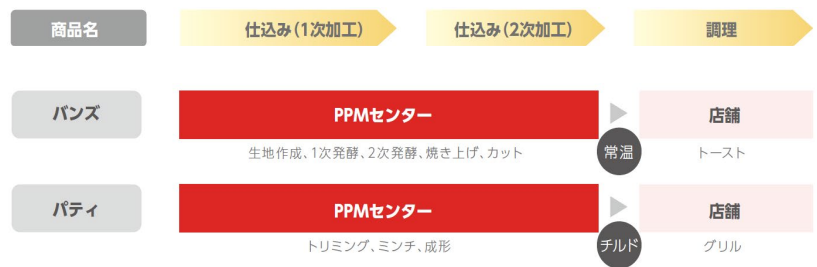 商品名 仕込み(1次加工) 仕込み(2次加工) 調理
バンズ PPMセンター 店舗
生地作成、1次発酵、2次発酵、焼き上げ、カット 常温 トースト
パティ PPMセンター 店舗
トリミング、ミンチ、成形 チルド グリル